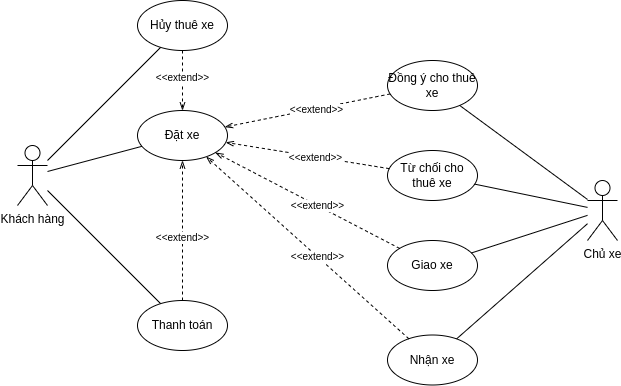 Hủy thuê xe
<<extend>>
Đồng ý cho thuê
xe
<<extend>>
Đặt xe
<<extend>>
Từ chối cho
thuê xe
Khách hàng
<<extend>>
Chủ xe
<<extend>>
<<extend>>
Giao xe
Thanh toán
Nhận xe